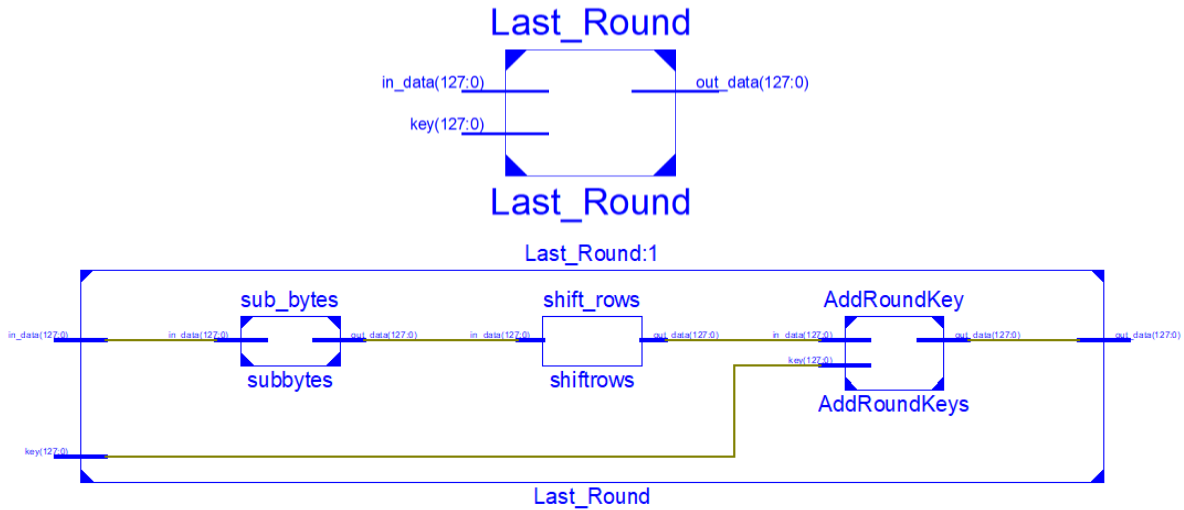 Last_Round
in_data(127:0)
out_data(127:0)
key(127:0)
Last_Round
Last_Round:1
sub_bytes
shift_rows
AddRoundKey
in_data(127:0)
in_data(127:0)
out_data(127:0)
in_data(127:0)
out_data(127:0)
in_data(127:0)
out_data(127:0)
out_data(127:0)
key(127:0)
subbytes
shiftrows
AddRoundKeys
key(127:0)
Last_Round